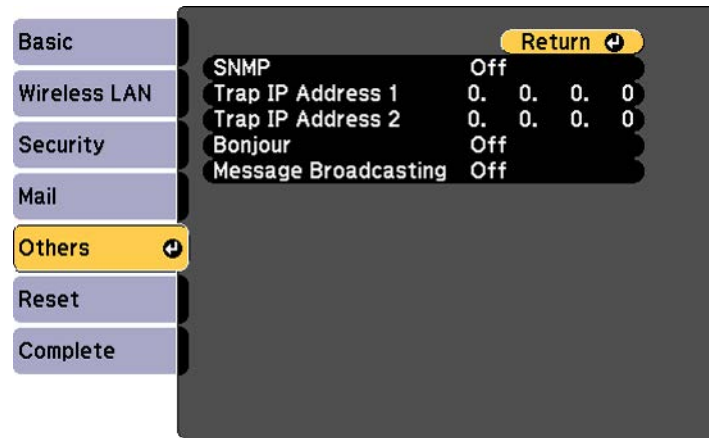 Basic
Wireless LAN
Security
Mail
Others
Reset
Complete
Return
SNMP Off
Trap IP Address 1 0. 0. 0. 0
Trap IP Address 2 0. 0. 0. 0
Bonjour Off
Message Broadcasting Off